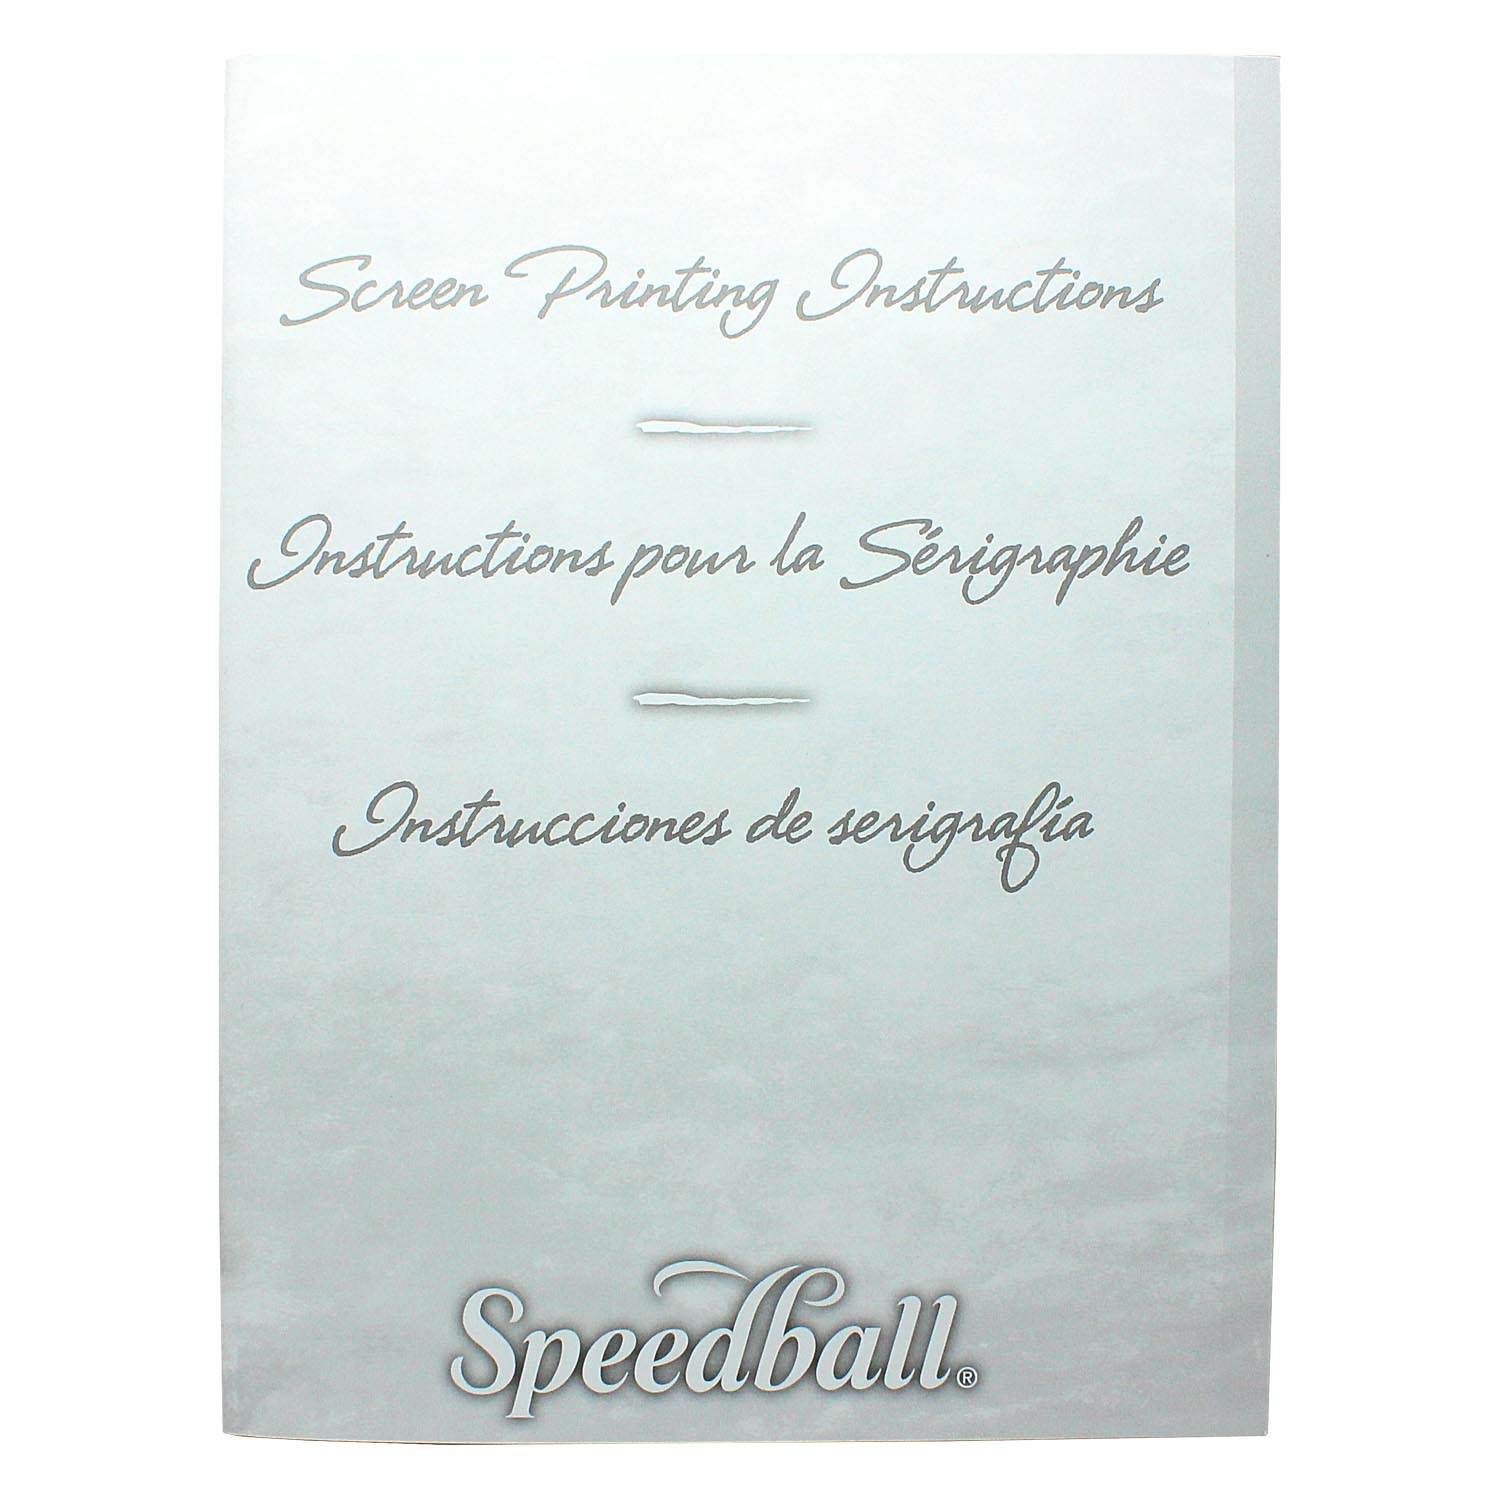 Screen Printing Instructions
Instructions pour la Sérigraphie
Instrucciones de serigrafía
Speedball®